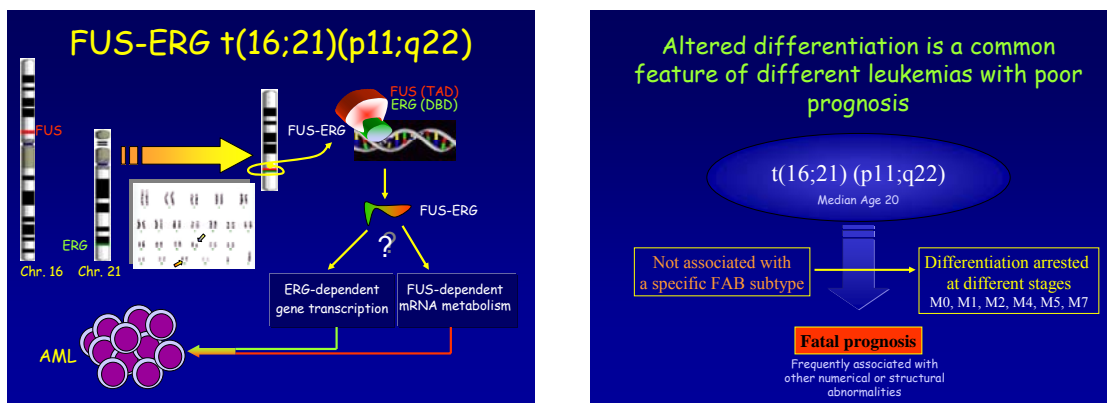 FUS-ERG t(16;21)(p11;q22)
FUS
FUS (TAD)
ERG (DBD)
FUS-ERG
FUS-ERG
?
ERG
Chr. 16 Chr. 21
ERG-dependent
gene transcription
FUS-dependent
mRNA metabolism
AML
Altered differentiation is a common
feature of different leukemias with poor
prognosis
t(16;21) (p11;q22)
Median Age 20
Not associated with
a specific FAB subtype
Differentiation arrested
at different stages
M0, M1, M2, M4, M5, M7
Fatal prognosis
Frequently associated with
other numerical or structural
abnormalities